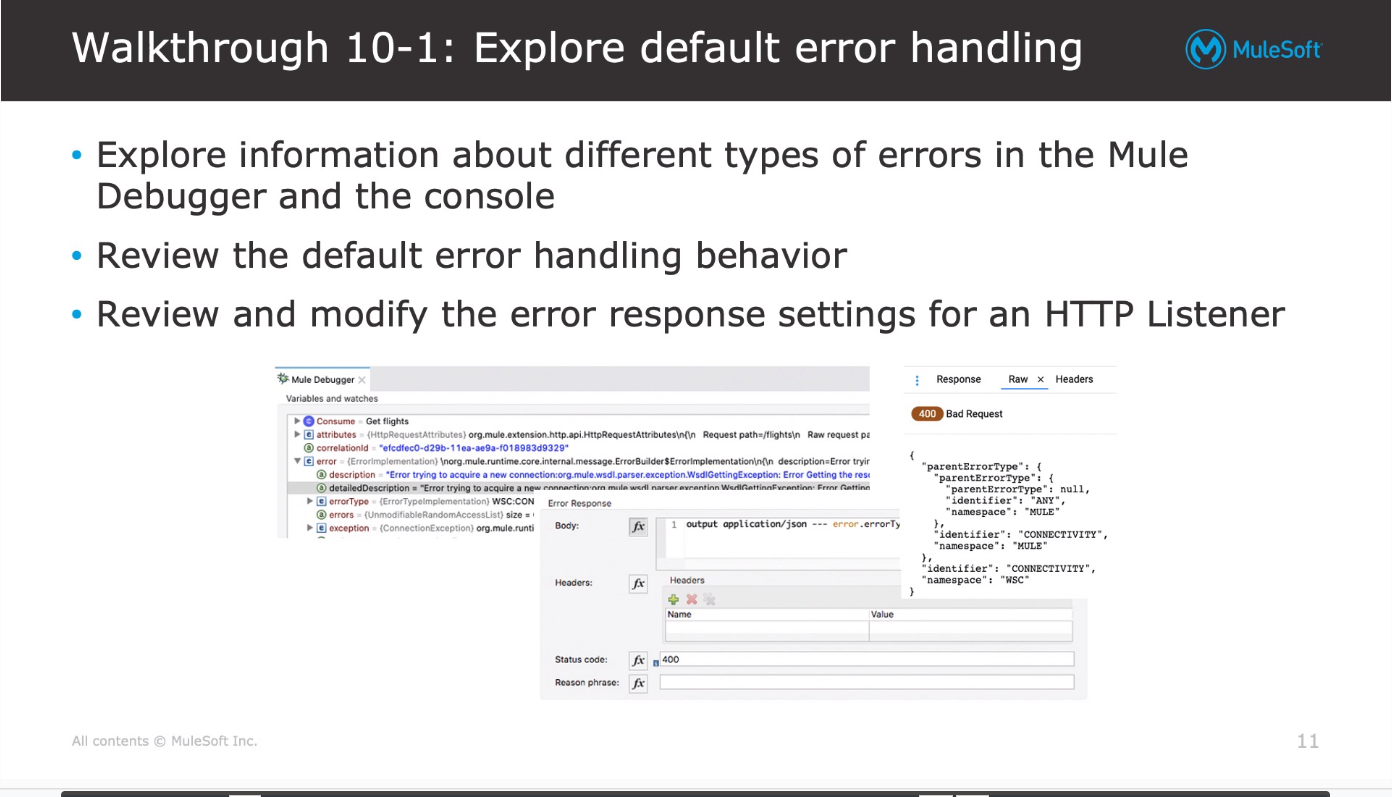 Walkthrough 10-1: Explore default error handling
MuleSoft
• Explore information about different types of errors in the Mule
Debugger and the console
• Review the default error handling behavior
• Review and modify the error response settings for an HTTP Listener
Mule Debugger
Variables and watches
Consume = Get flights
attributes = {HttpRequestAttributes} org.mule.extension.http.api.HttpRequestAttributes\n{\n Request path=/flights\n Raw request pa
correlationId = "efcdfec0-d29b-11ea-ae9a-f018983d9329"
error = {ErrorImplementation} \norg.mule.runtime.core.internal.message.ErrorBuilder$ErrorImplementation\n{\n description=Error tryir
description = "Error trying to acquire a new connection:org.mule.wsdl.parser.exception.WsdlGettingException: Error Getting the res
detailedDescription = "Error trying to acquire a new connection:org.mule.wsdl.parser.exception.WsdlGettingException: Error Getting
errorType = {ErrorTypeImplementation} WSC:CON
errors = {UnmodifiableRandomAccessList} size =
exception = {ConnectionException} org.mule.runti
Error Response
Body: fx 1 output application/json --- error.errorTy
Headers: fx Headers
Name Value
Status code: fx 400
Reason phrase: fx
Response Raw × Headers
400 Bad Request
{
"parentErrorType": {
"parentErrorType": {
"parentErrorType": null,
"identifier": "ANY",
"namespace": "MULE"
},
"identifier": "CONNECTIVITY",
"namespace": "MULE"
},
"identifier": "CONNECTIVITY",
"namespace": "WSC"
}
All contents © MuleSoft Inc.
11